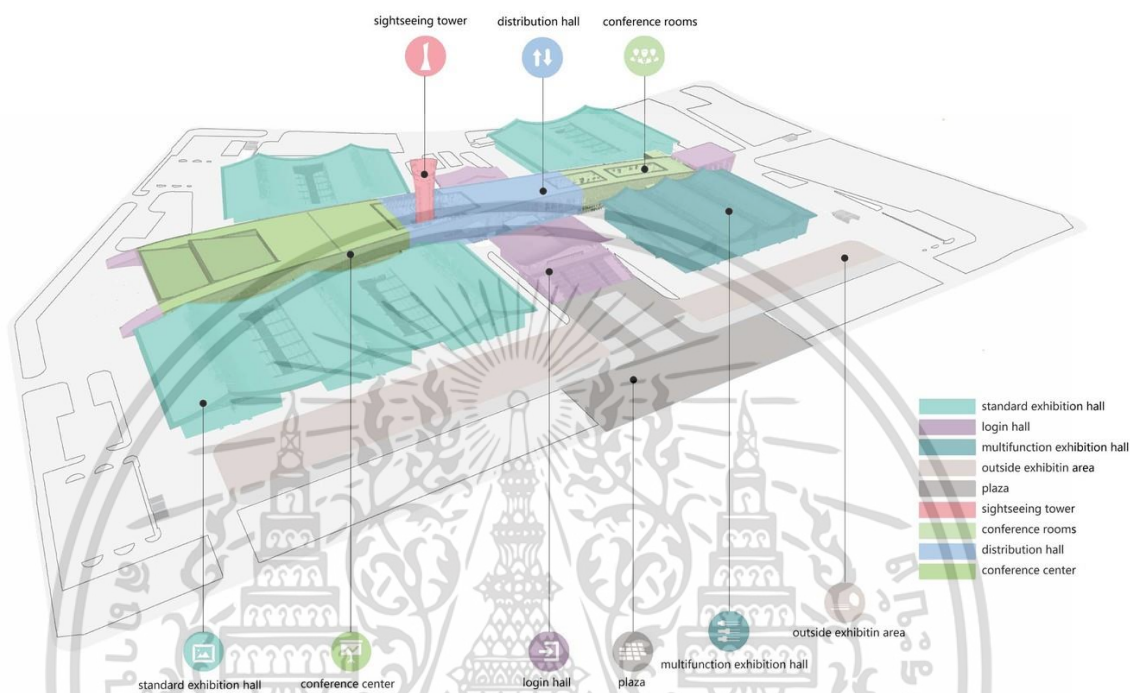 sightseeing tower
distribution hall
conference rooms
standard exhibition hall
login hall
multifunction exhibition hall
outside exhibitin area
plaza
sightseeing tower
conference rooms
distribution hall
conference center
outside exhibitin area
multifunction exhibition hall
standard exhibition hall
conference center
login hall
plaza